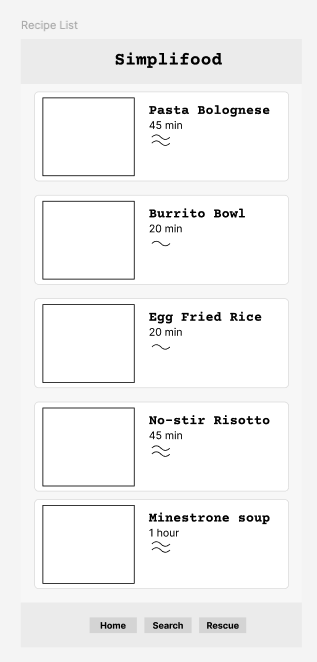 Recipe List
Simplifood
Pasta Bolognese
45 min
Burrito Bowl
20 min
Egg Fried Rice
20 min
No-stir Risotto
45 min
Minestrone soup
1 hour
Home Search Rescue